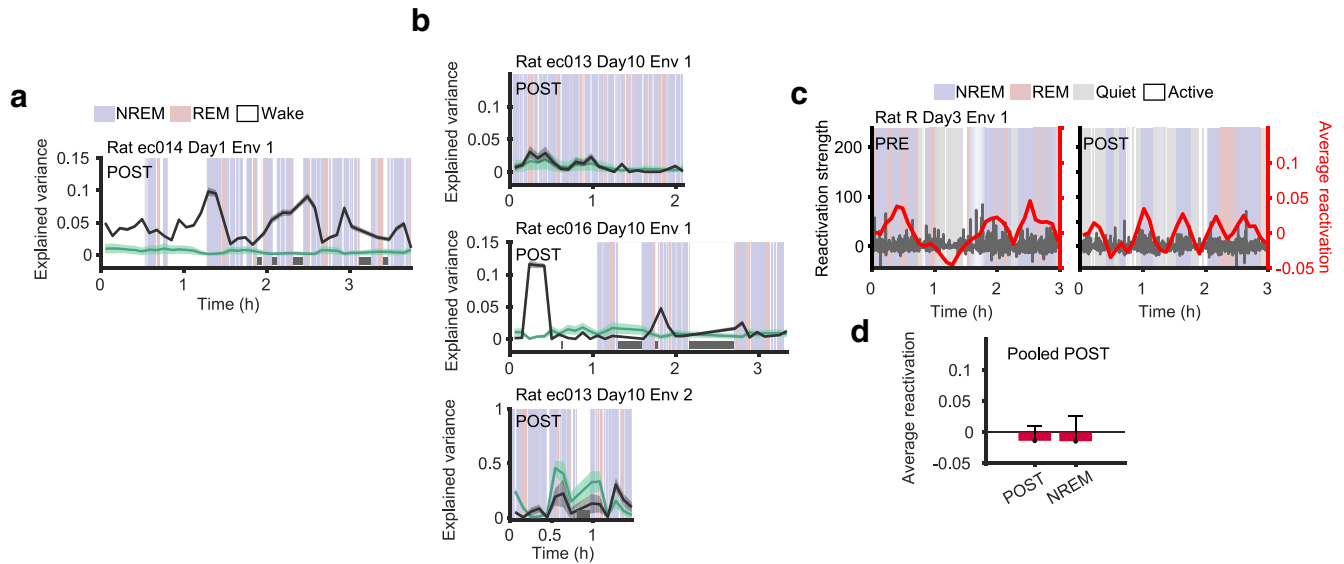 a
NREM REM Wake
Rat ec014 Day1 Env 1
POST
Explained variance
0.15
0.1
0.05
0
0 1 2 3
Time (h)
b
Rat ec013 Day10 Env 1
POST
Explained variance
0.1
0.05
0
0 1 2
Rat ec016 Day10 Env 1
POST
Explained variance
0.15
0.1
0.05
0
0 1 2 3
Rat ec013 Day10 Env 2
POST
Explained variance
1
0.5
0
0 0.5 1
Time (h)
c
NREM REM Quiet Active
Rat R Day3 Env 1
PRE
POST
Reactivation strength
200
100
0
0 1 2 3
Time (h)
0 1 2 3
Time (h)
0.1
0.05
0
-0.05
Average reactivation
d
Pooled POST
Average reactivation
0.1
0.05
0
-0.05
POST
NREM